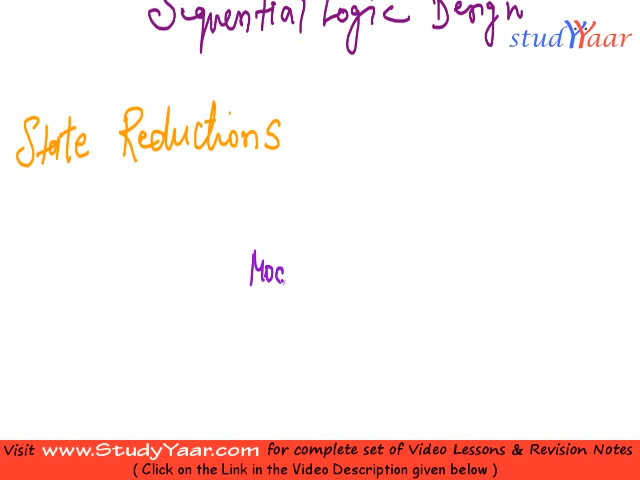 Sequential Logic Design
studYYaar
State Reductions
Moc
Visit www.StudyYaar.com for complete set of Video Lessons & Revision Notes
( Click on the Link in the Video Description given below )